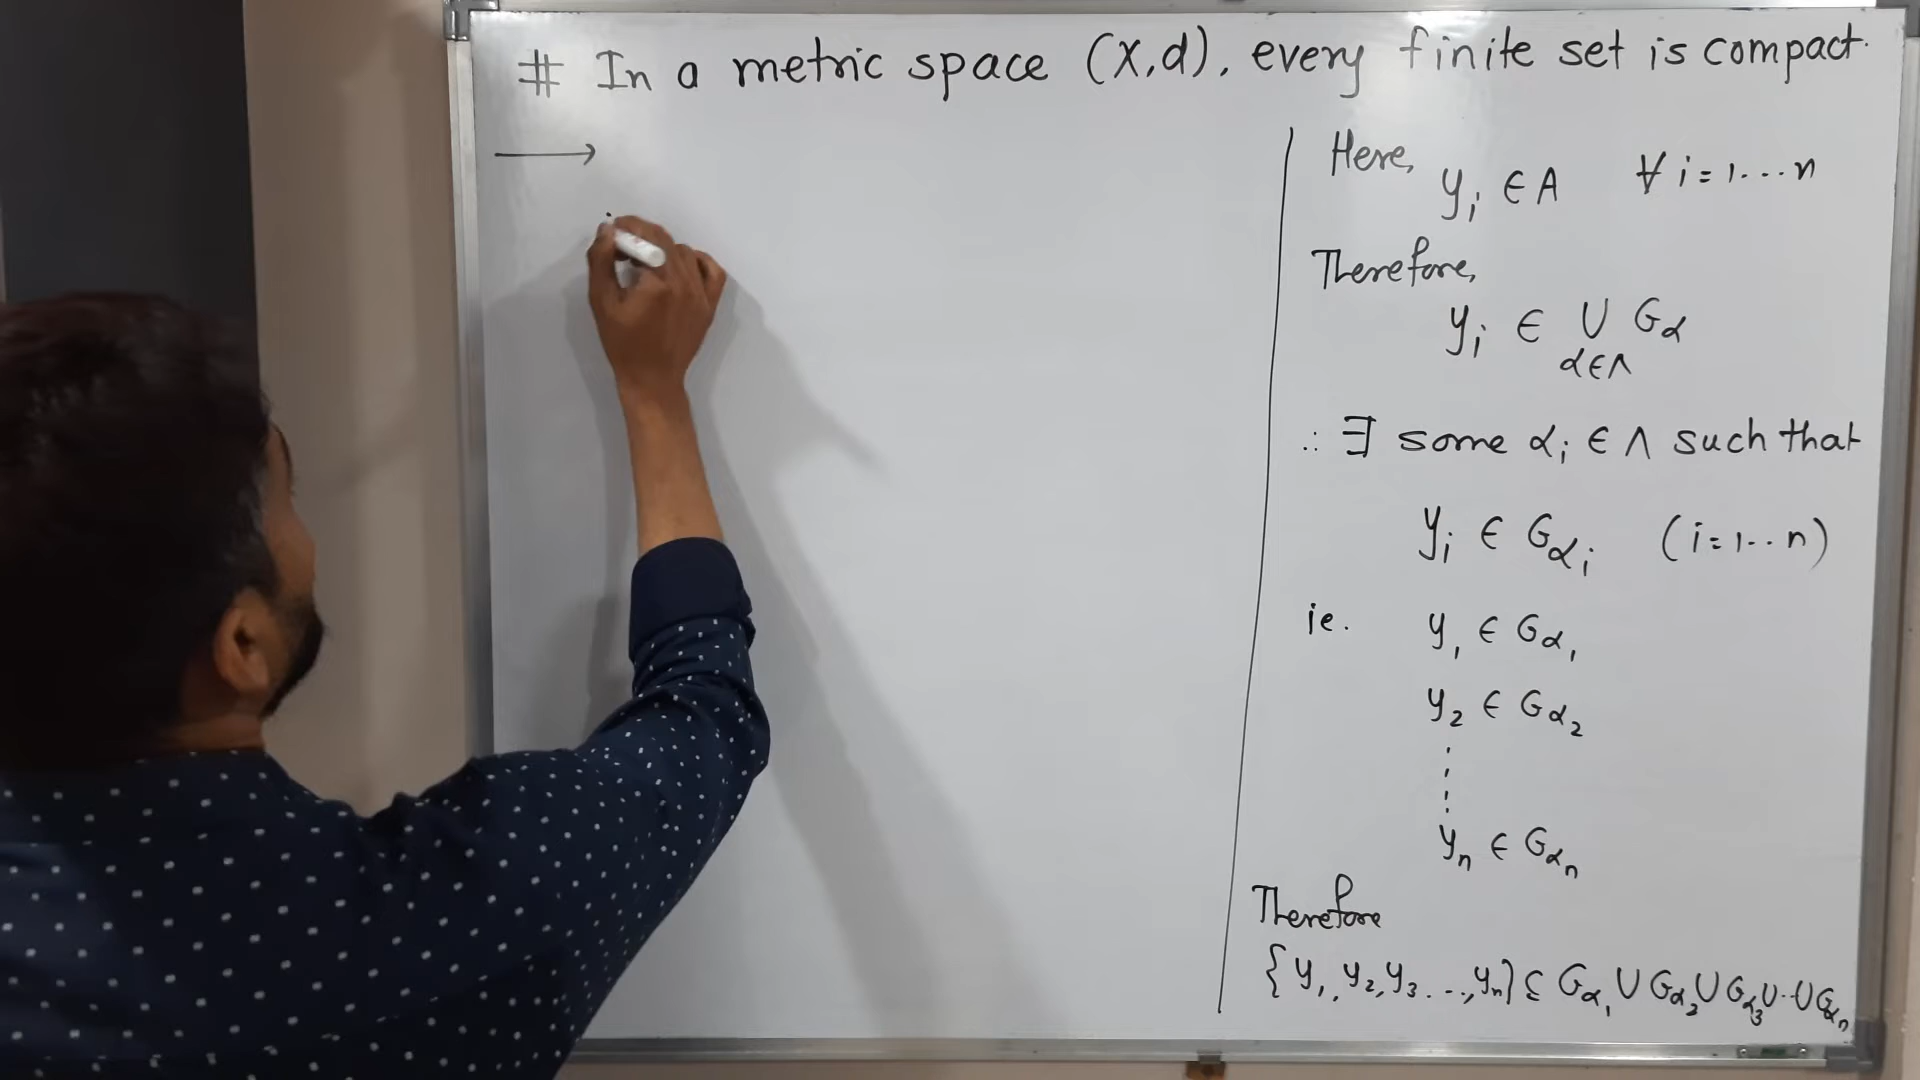 # In a metric space (X,d), every finite set is compact.
Here,
yᵢ ∈ A ∀ i = 1...n
Therefore,
yᵢ ∈ ∪ Gα
α∈Λ
∴ ∃ some αᵢ ∈ Λ such that
yᵢ ∈ Gαᵢ (i = 1...n)
ie. y₁ ∈ Gα₁
y₂ ∈ Gα₂
yₙ ∈ Gαₙ
Therefore
{y₁, y₂, y₃ ..., yₙ} ⊆ Gα₁ ∪ Gα₂ ∪ Gα₃ ∪ ... ∪ Gαₙ